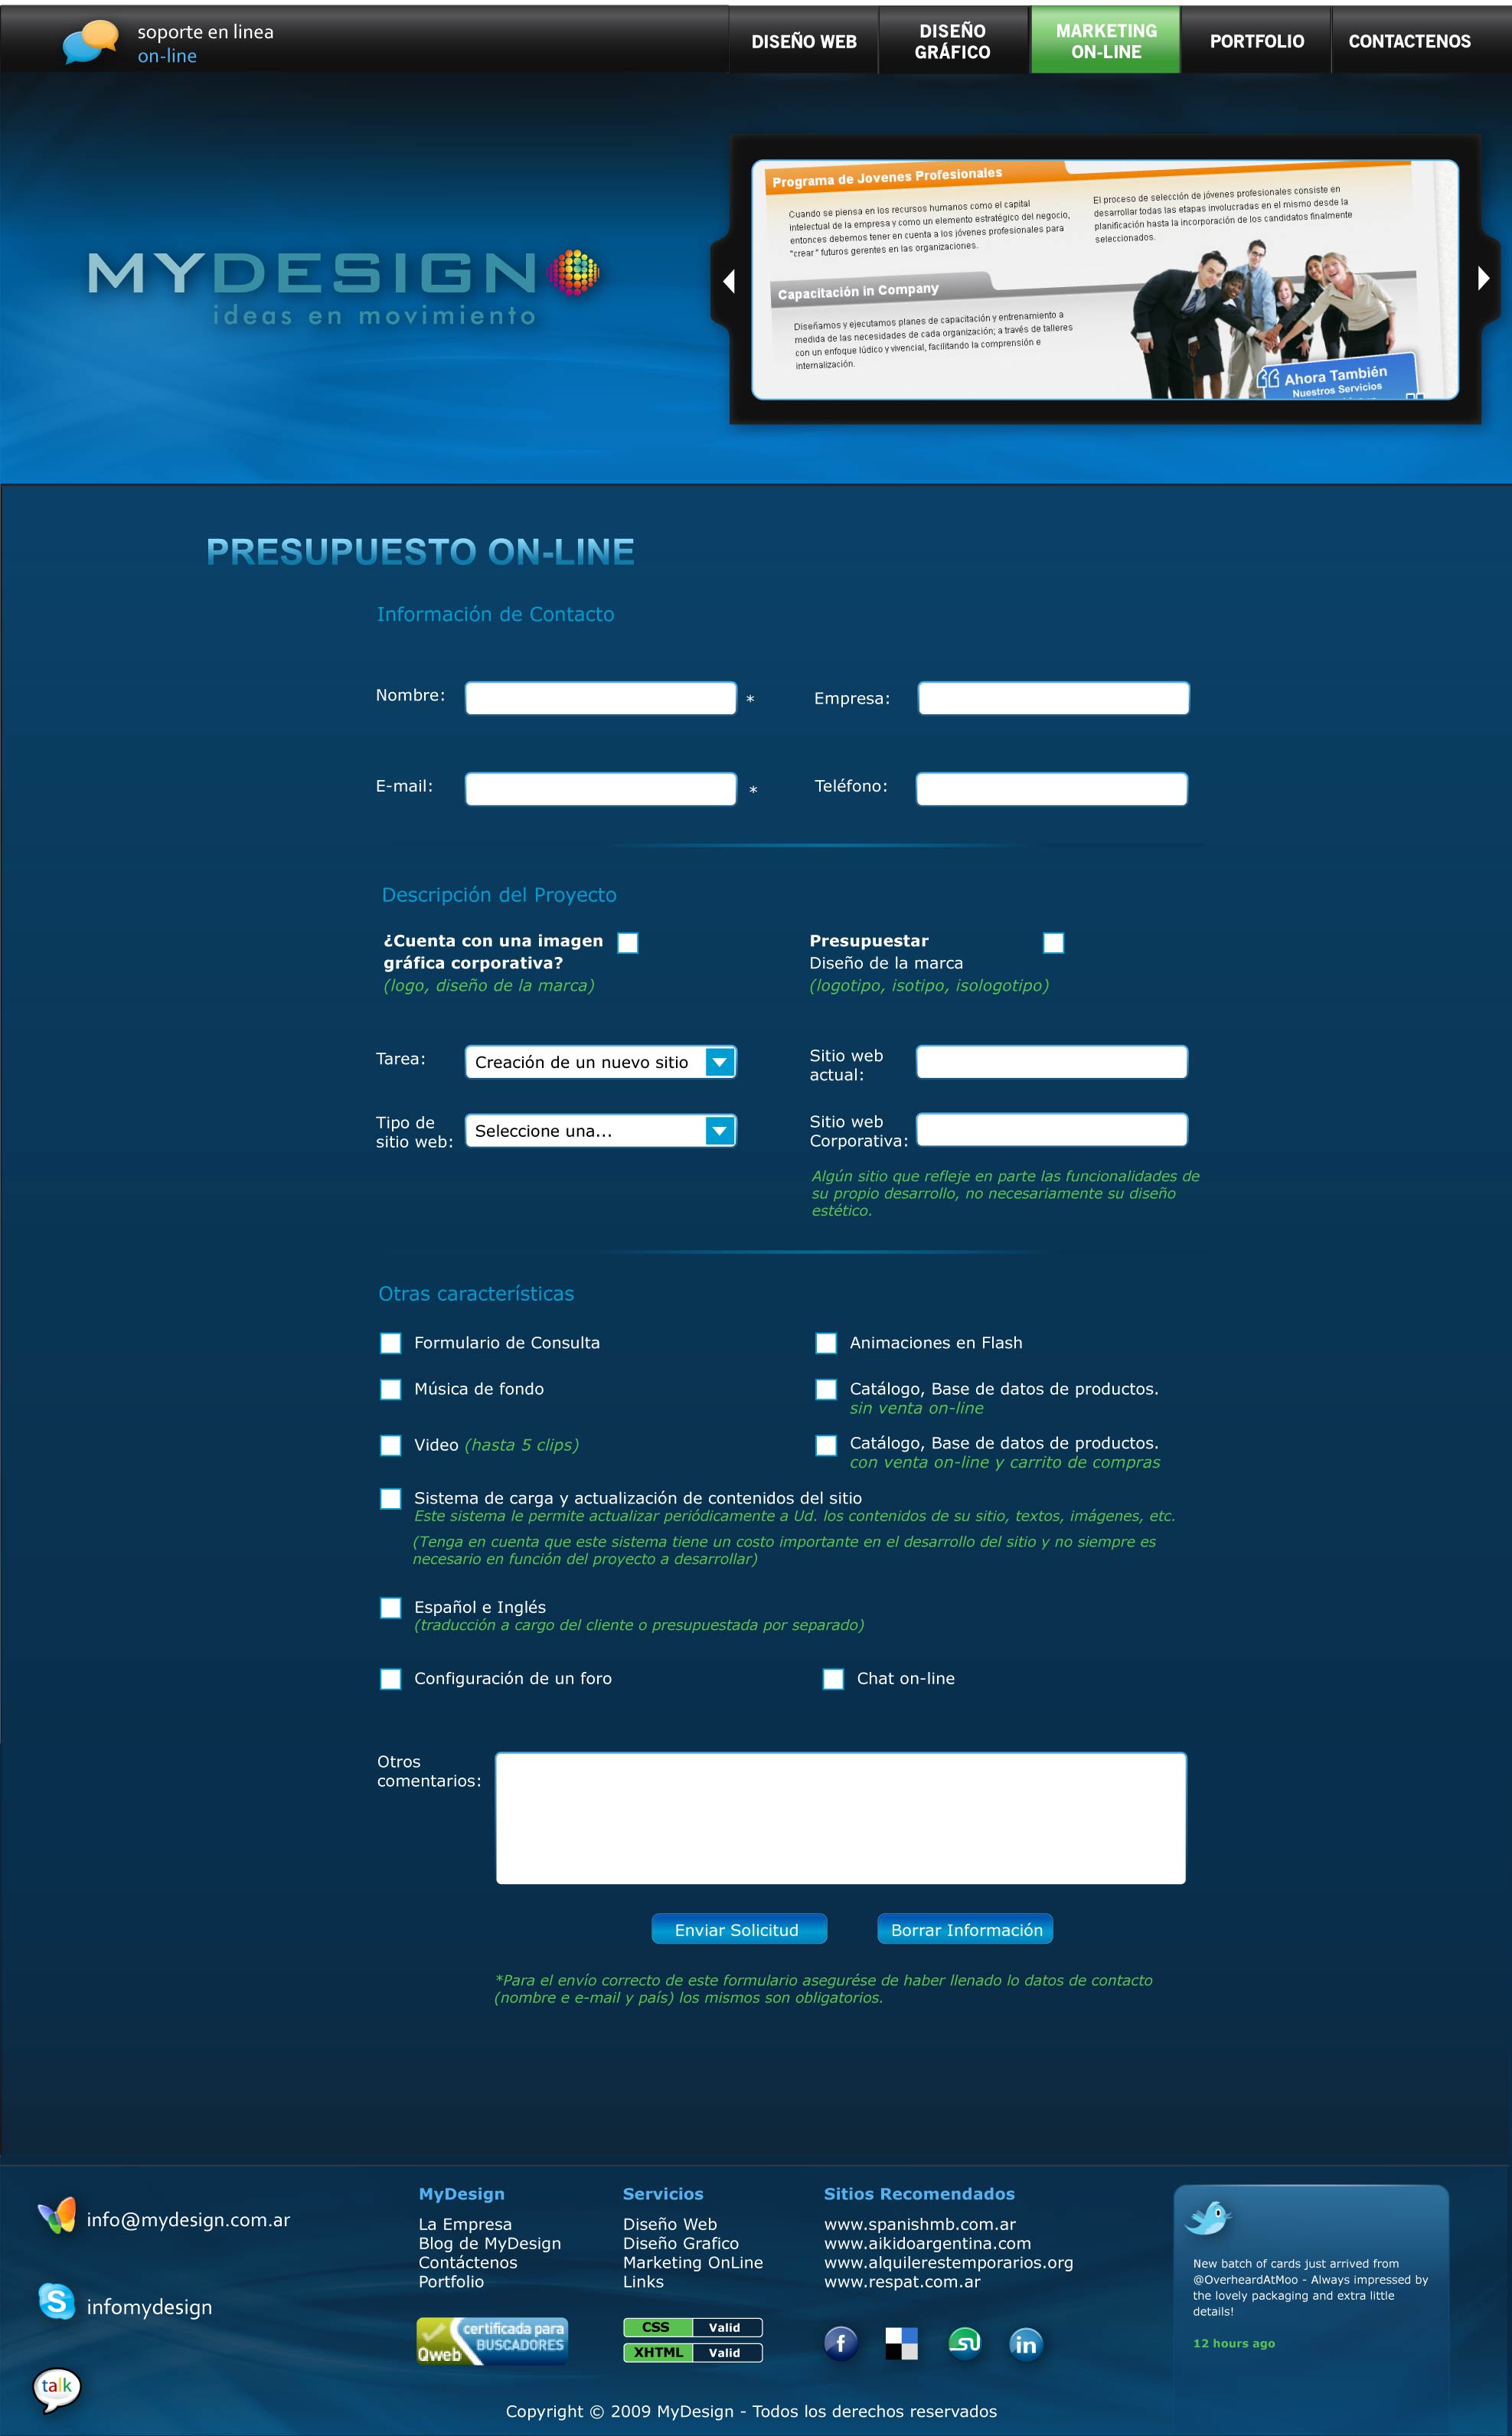 soporte en linea
on-line
DISEÑO WEB
DISEÑO
GRÁFICO
MARKETING
ON-LINE
PORTFOLIO
CONTACTENOS
MYDESIGN
ideas en movimiento
Programa de Jovenes Profesionales
Cuando se piensa en los recursos humanos como el capital
intelectual de la empresa y como un elemento estratégico del negocio,
entonces debemos tener en cuenta a los jóvenes profesionales para
"crear" futuros gerentes en las organizaciones.
El proceso de selección de jóvenes profesionales consiste en
desarrollar todas las etapas involucradas en el mismo desde la
planificación hasta la incorporación de los candidatos finalmente
seleccionados.
Capacitación in Company
Diseñamos y ejecutamos planes de capacitación y entrenamiento a
medida de las necesidades de cada organización; a través de talleres
con un enfoque lúdico y vivencial, facilitando la comprensión e
internalización.
Ahora También
Nuestros Servicios
PRESUPUESTO ON-LINE
Información de Contacto
Nombre: *
Empresa:
E-mail: *
Teléfono:
Descripción del Proyecto
¿Cuenta con una imagen
gráfica corporativa?
(logo, diseño de la marca)
Presupuestar
Diseño de la marca
(logotipo, isotipo, isologotipo)
Tarea: Creación de un nuevo sitio
Sitio web
actual:
Tipo de
sitio web: Seleccione una...
Sitio web
Corporativa:
Algún sitio que refleje en parte las funcionalidades de
su propio desarrollo, no necesariamente su diseño
estético.
Otras características
Formulario de Consulta
Animaciones en Flash
Música de fondo
Catálogo, Base de datos de productos.
sin venta on-line
Video (hasta 5 clips)
Catálogo, Base de datos de productos.
con venta on-line y carrito de compras
Sistema de carga y actualización de contenidos del sitio
Este sistema le permite actualizar periódicamente a Ud. los contenidos de su sitio, textos, imágenes, etc.
(Tenga en cuenta que este sistema tiene un costo importante en el desarrollo del sitio y no siempre es
necesario en función del proyecto a desarrollar)
Español e Inglés
(traducción a cargo del cliente o presupuestada por separado)
Configuración de un foro
Chat on-line
Otros
comentarios:
Enviar Solicitud
Borrar Información
*Para el envío correcto de este formulario asegurése de haber llenado lo datos de contacto
(nombre e e-mail y país) los mismos son obligatorios.
info@mydesign.com.ar
infomydesign
talk
MyDesign
La Empresa
Blog de MyDesign
Contáctenos
Portfolio
Servicios
Diseño Web
Diseño Grafico
Marketing OnLine
Links
Sitios Recomendados
www.spanishmb.com.ar
www.aikidoargentina.com
www.alquilerestemporarios.org
www.respat.com.ar
Qweb certificada para
BUSCADORES
CSS Valid
XHTML Valid
New batch of cards just arrived from
@OverheardAtMoo - Always impressed by
the lovely packaging and extra little
details!
12 hours ago
Copyright © 2009 MyDesign - Todos los derechos reservados